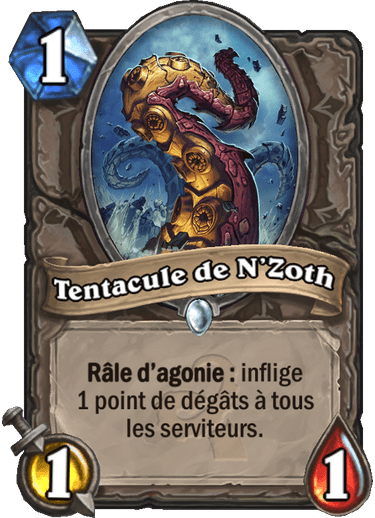 1
Tentacule de N'Zoth
Râle d'agonie : inflige
1 point de dégâts à tous
les serviteurs.
1
1